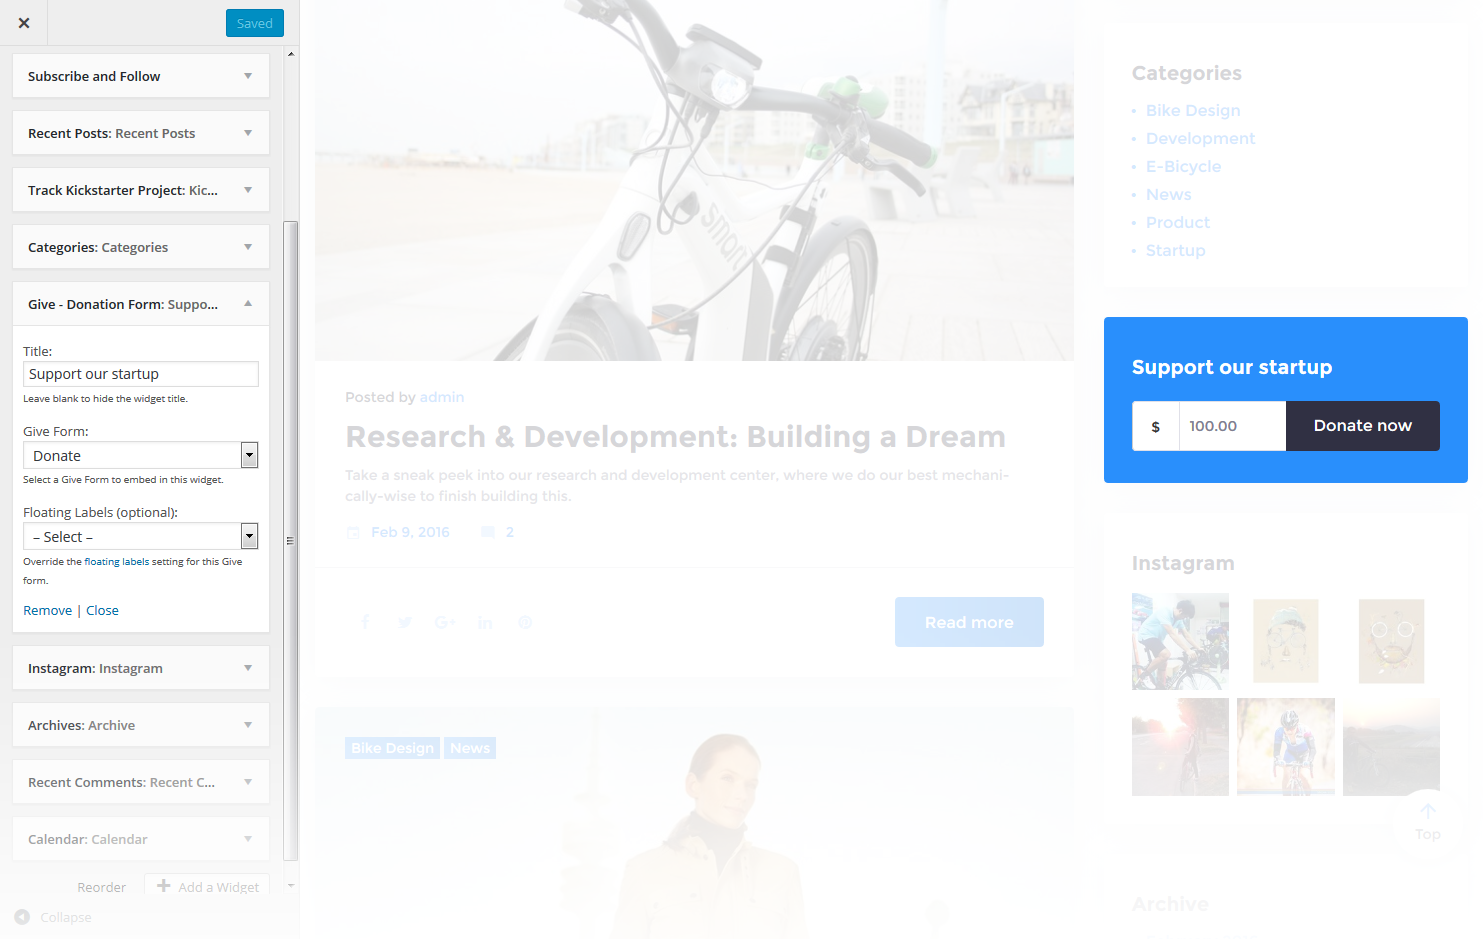 Saved
Subscribe and Follow
Recent Posts: Recent Posts
Track Kickstarter Project: Kic...
Categories: Categories
Give - Donation Form: Suppo...
Title:
Support our startup
Leave blank to hide the widget title.
Give Form:
Donate
Select a Give Form to embed in this widget.
Floating Labels (optional):
– Select –
Override the floating labels setting for this Give
form.
Remove | Close
Instagram: Instagram
Archives: Archive
Recent Comments: Recent C...
Calendar: Calendar
Reorder
Add a Widget
Collapse
smart
Posted by admin
Research & Development: Building a Dream
Take a sneak peek into our research and development center, where we do our best mechani-
cally-wise to finish building this.
Feb 9, 2016
2
Read more
Bike Design
News
Categories
• Bike Design
• Development
• E-Bicycle
• News
• Product
• Startup
Support our startup
$
100.00
Donate now
Instagram
Top
Archive